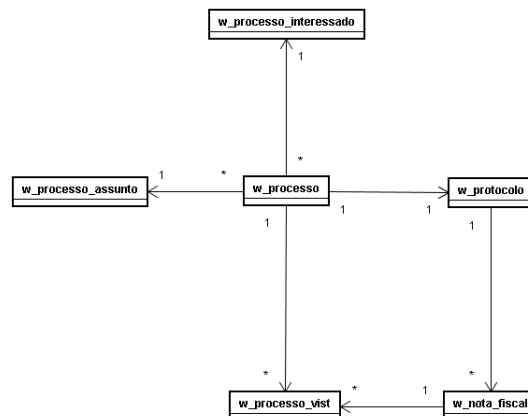 w_processo_interessado
1
*
1
*
w_processo_assunto
w_processo
w_protocolo
1
1
1
1
*
*
*
1
w_processo_vist
w_nota_fiscal